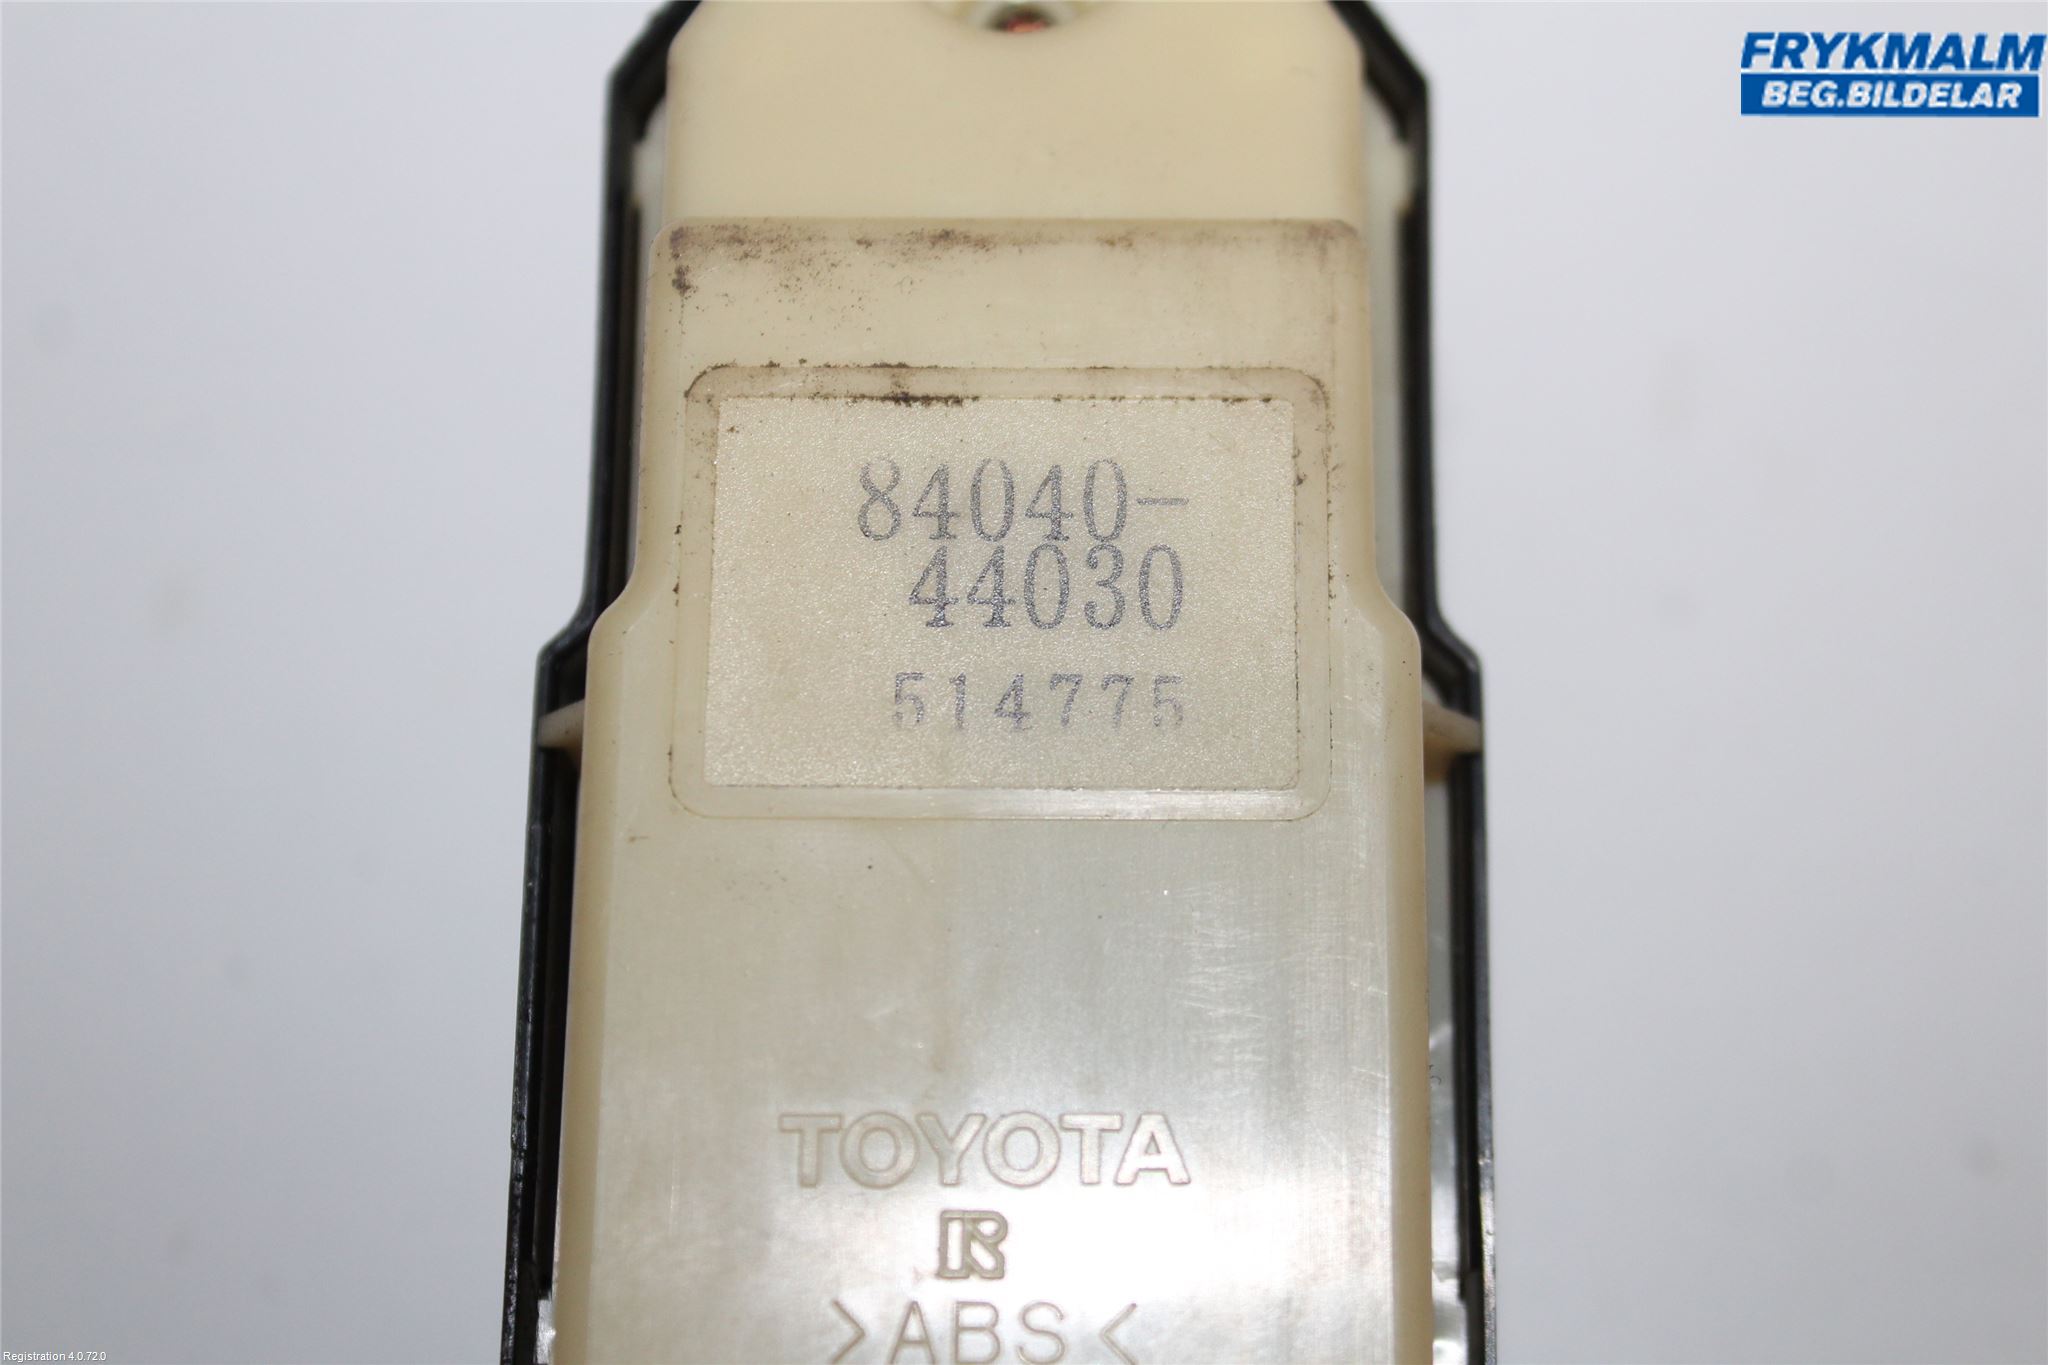 FRYKMALM
BEG.BILDELAR
84040-
44030
514775
TOYOTA
R
>ABS<
Registration 4.0.72.0